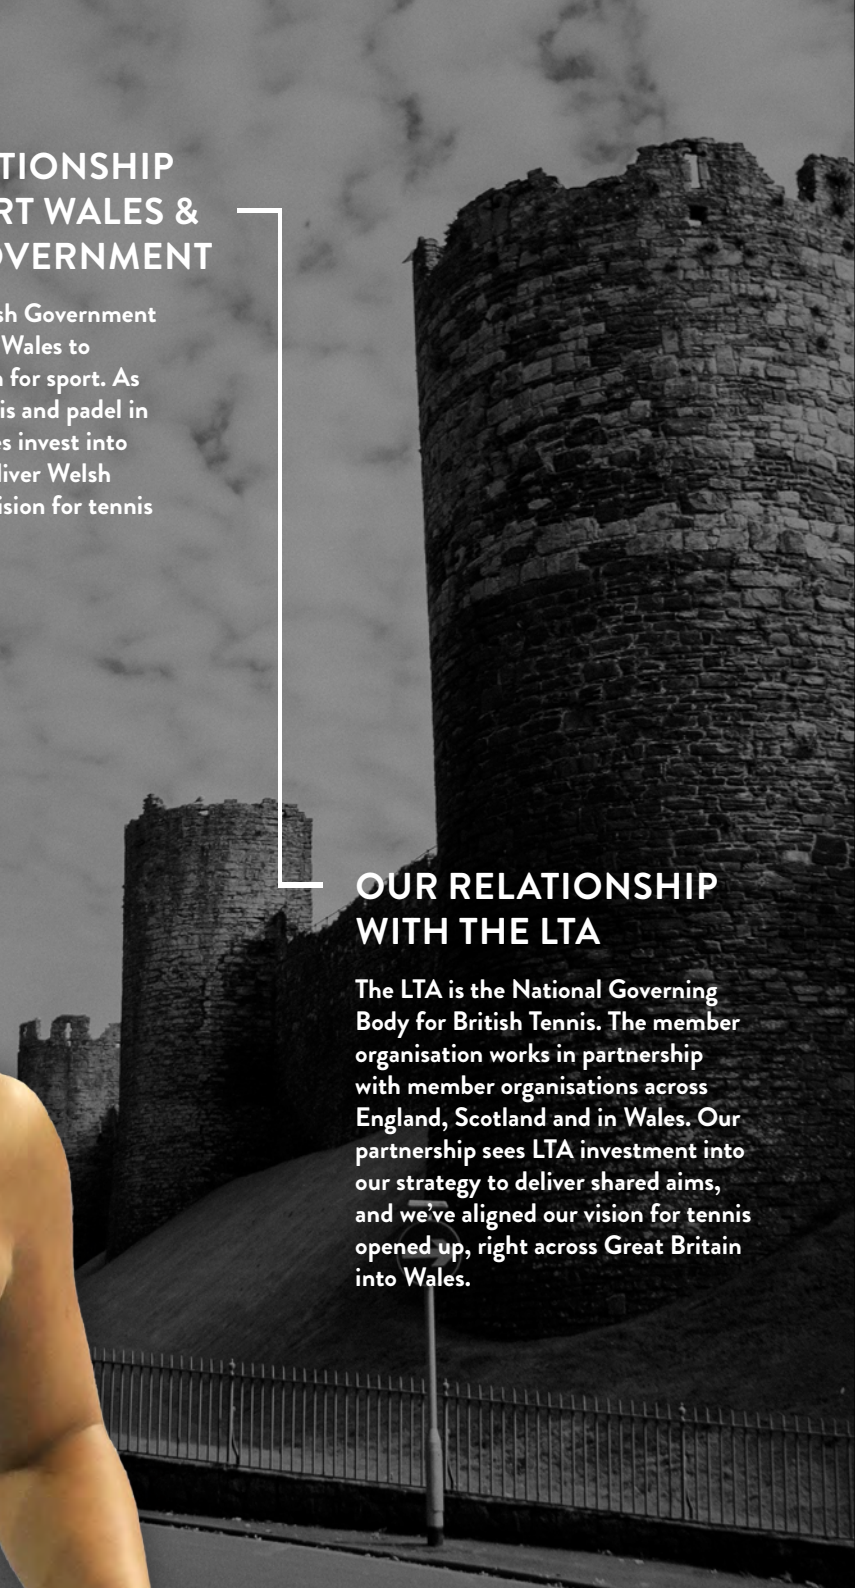 TIONSHIP
RT WALES &
OVERNMENT
sh Government
Wales to
for sport. As
is and padel in
es invest into
liver Welsh
ision for tennis
OUR RELATIONSHIP
WITH THE LTA
The LTA is the National Governing
Body for British Tennis. The member
organisation works in partnership
with member organisations across
England, Scotland and in Wales. Our
partnership sees LTA investment into
our strategy to deliver shared aims,
and we've aligned our vision for tennis
opened up, right across Great Britain
into Wales.